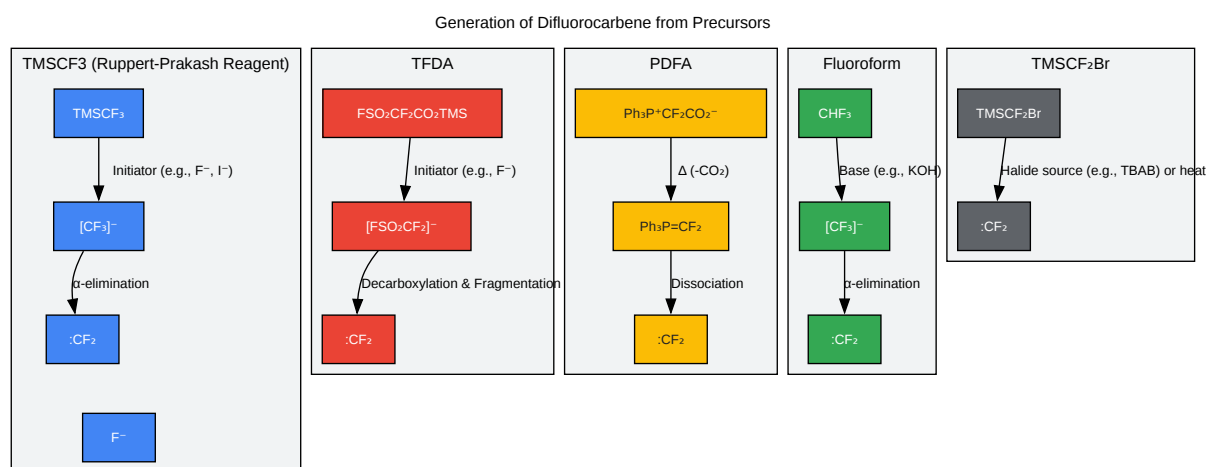 Generation of Difluorocarbene from Precursors
TMSCF3 (Ruppert-Prakash Reagent)
TMSCF₃
Initiator (e.g., F⁻, I⁻)
[CF₃]⁻
α-elimination
:CF₂
F⁻
TFDA
FSO₂CF₂CO₂TMS
Initiator (e.g., F⁻)
[FSO₂CF₂]⁻
Decarboxylation & Fragmentation
:CF₂
PDFA
Ph₃P⁺CF₂CO₂⁻
Δ (-CO₂)
Ph₃P=CF₂
Dissociation
:CF₂
Fluoroform
CHF₃
Base (e.g., KOH)
[CF₃]⁻
α-elimination
:CF₂
TMSCF₂Br
TMSCF₂Br
Halide source (e.g., TBAB) or heat
:CF₂